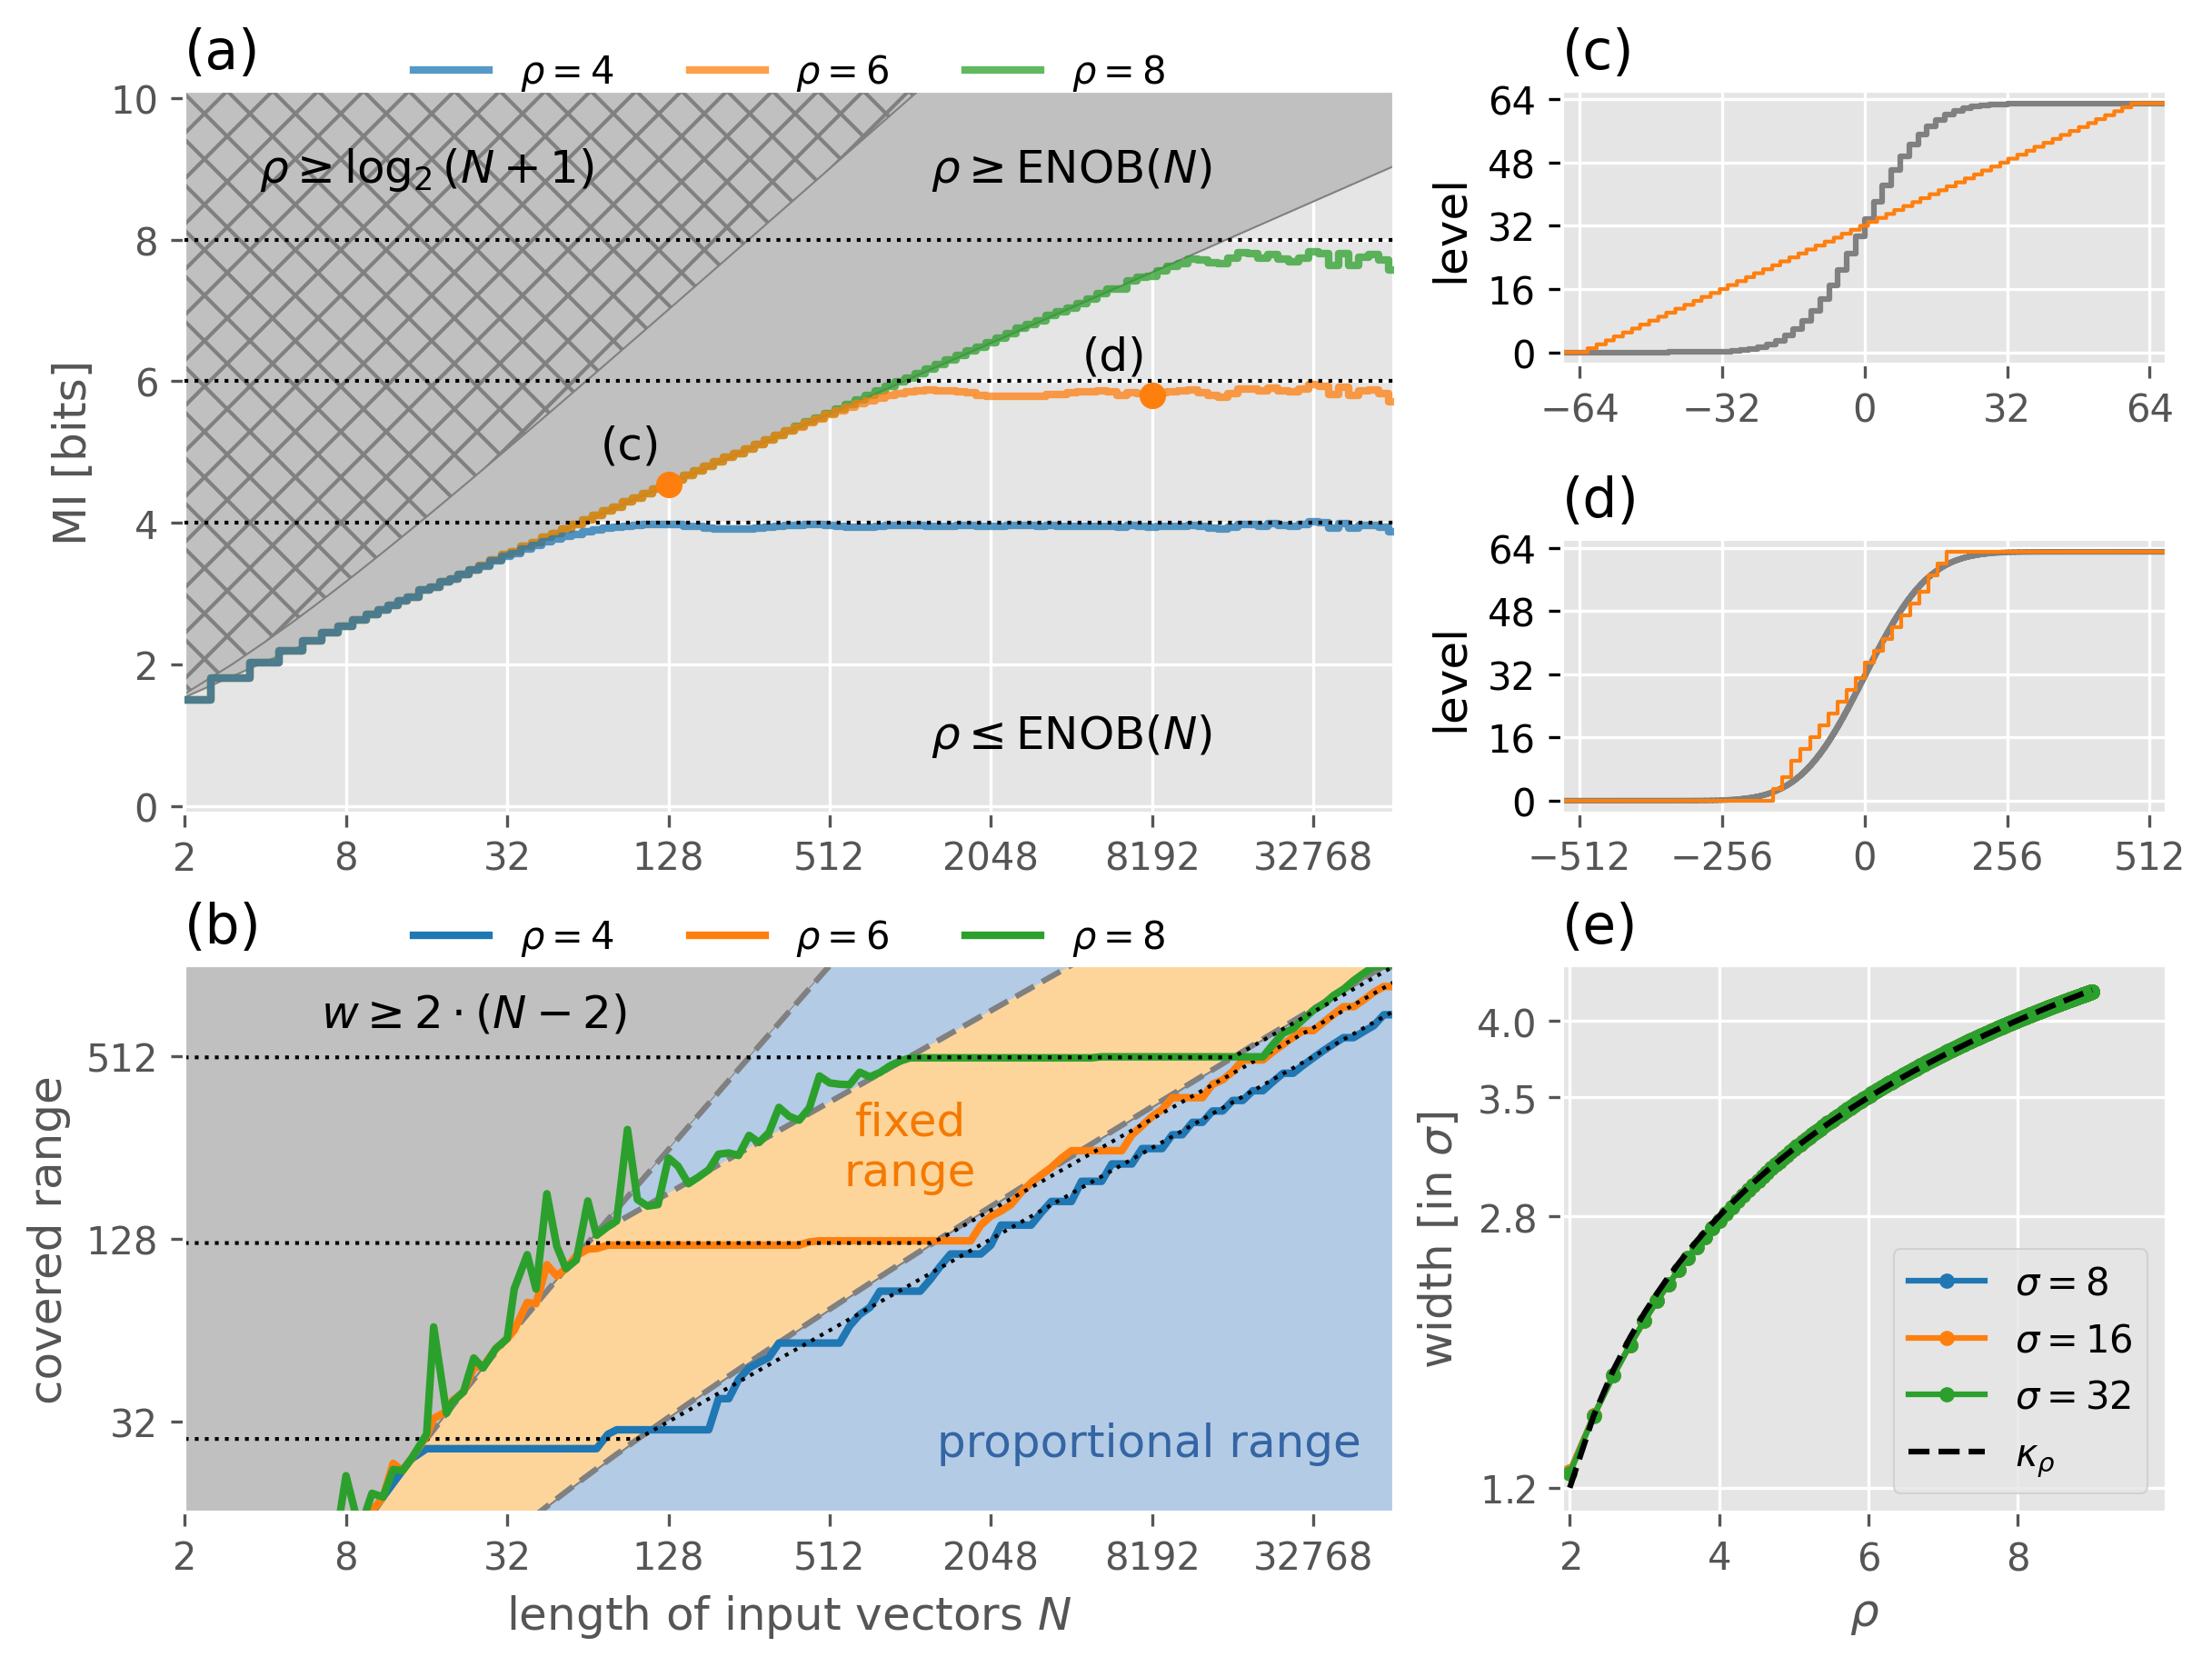 (a)
ρ = 4
ρ = 6
ρ = 8
10
8
6
4
2
0
MI [bits]
ρ ≥ log₂ (N + 1)
ρ ≥ ENOB(N)
(d)
(c)
ρ ≤ ENOB(N)
2
8
32
128
512
2048
8192
32768
(c)
64
48
32
16
0
level
−64
−32
0
32
64
(d)
64
48
32
16
0
level
−512
−256
0
256
512
(b)
ρ = 4
ρ = 6
ρ = 8
w ≥ 2 · (N − 2)
512
128
32
covered range
fixed
range
proportional range
2
8
32
128
512
2048
8192
32768
length of input vectors N
(e)
4.0
3.5
2.8
1.2
width [in σ]
σ = 8
σ = 16
σ = 32
κρ
2
4
6
8
ρ